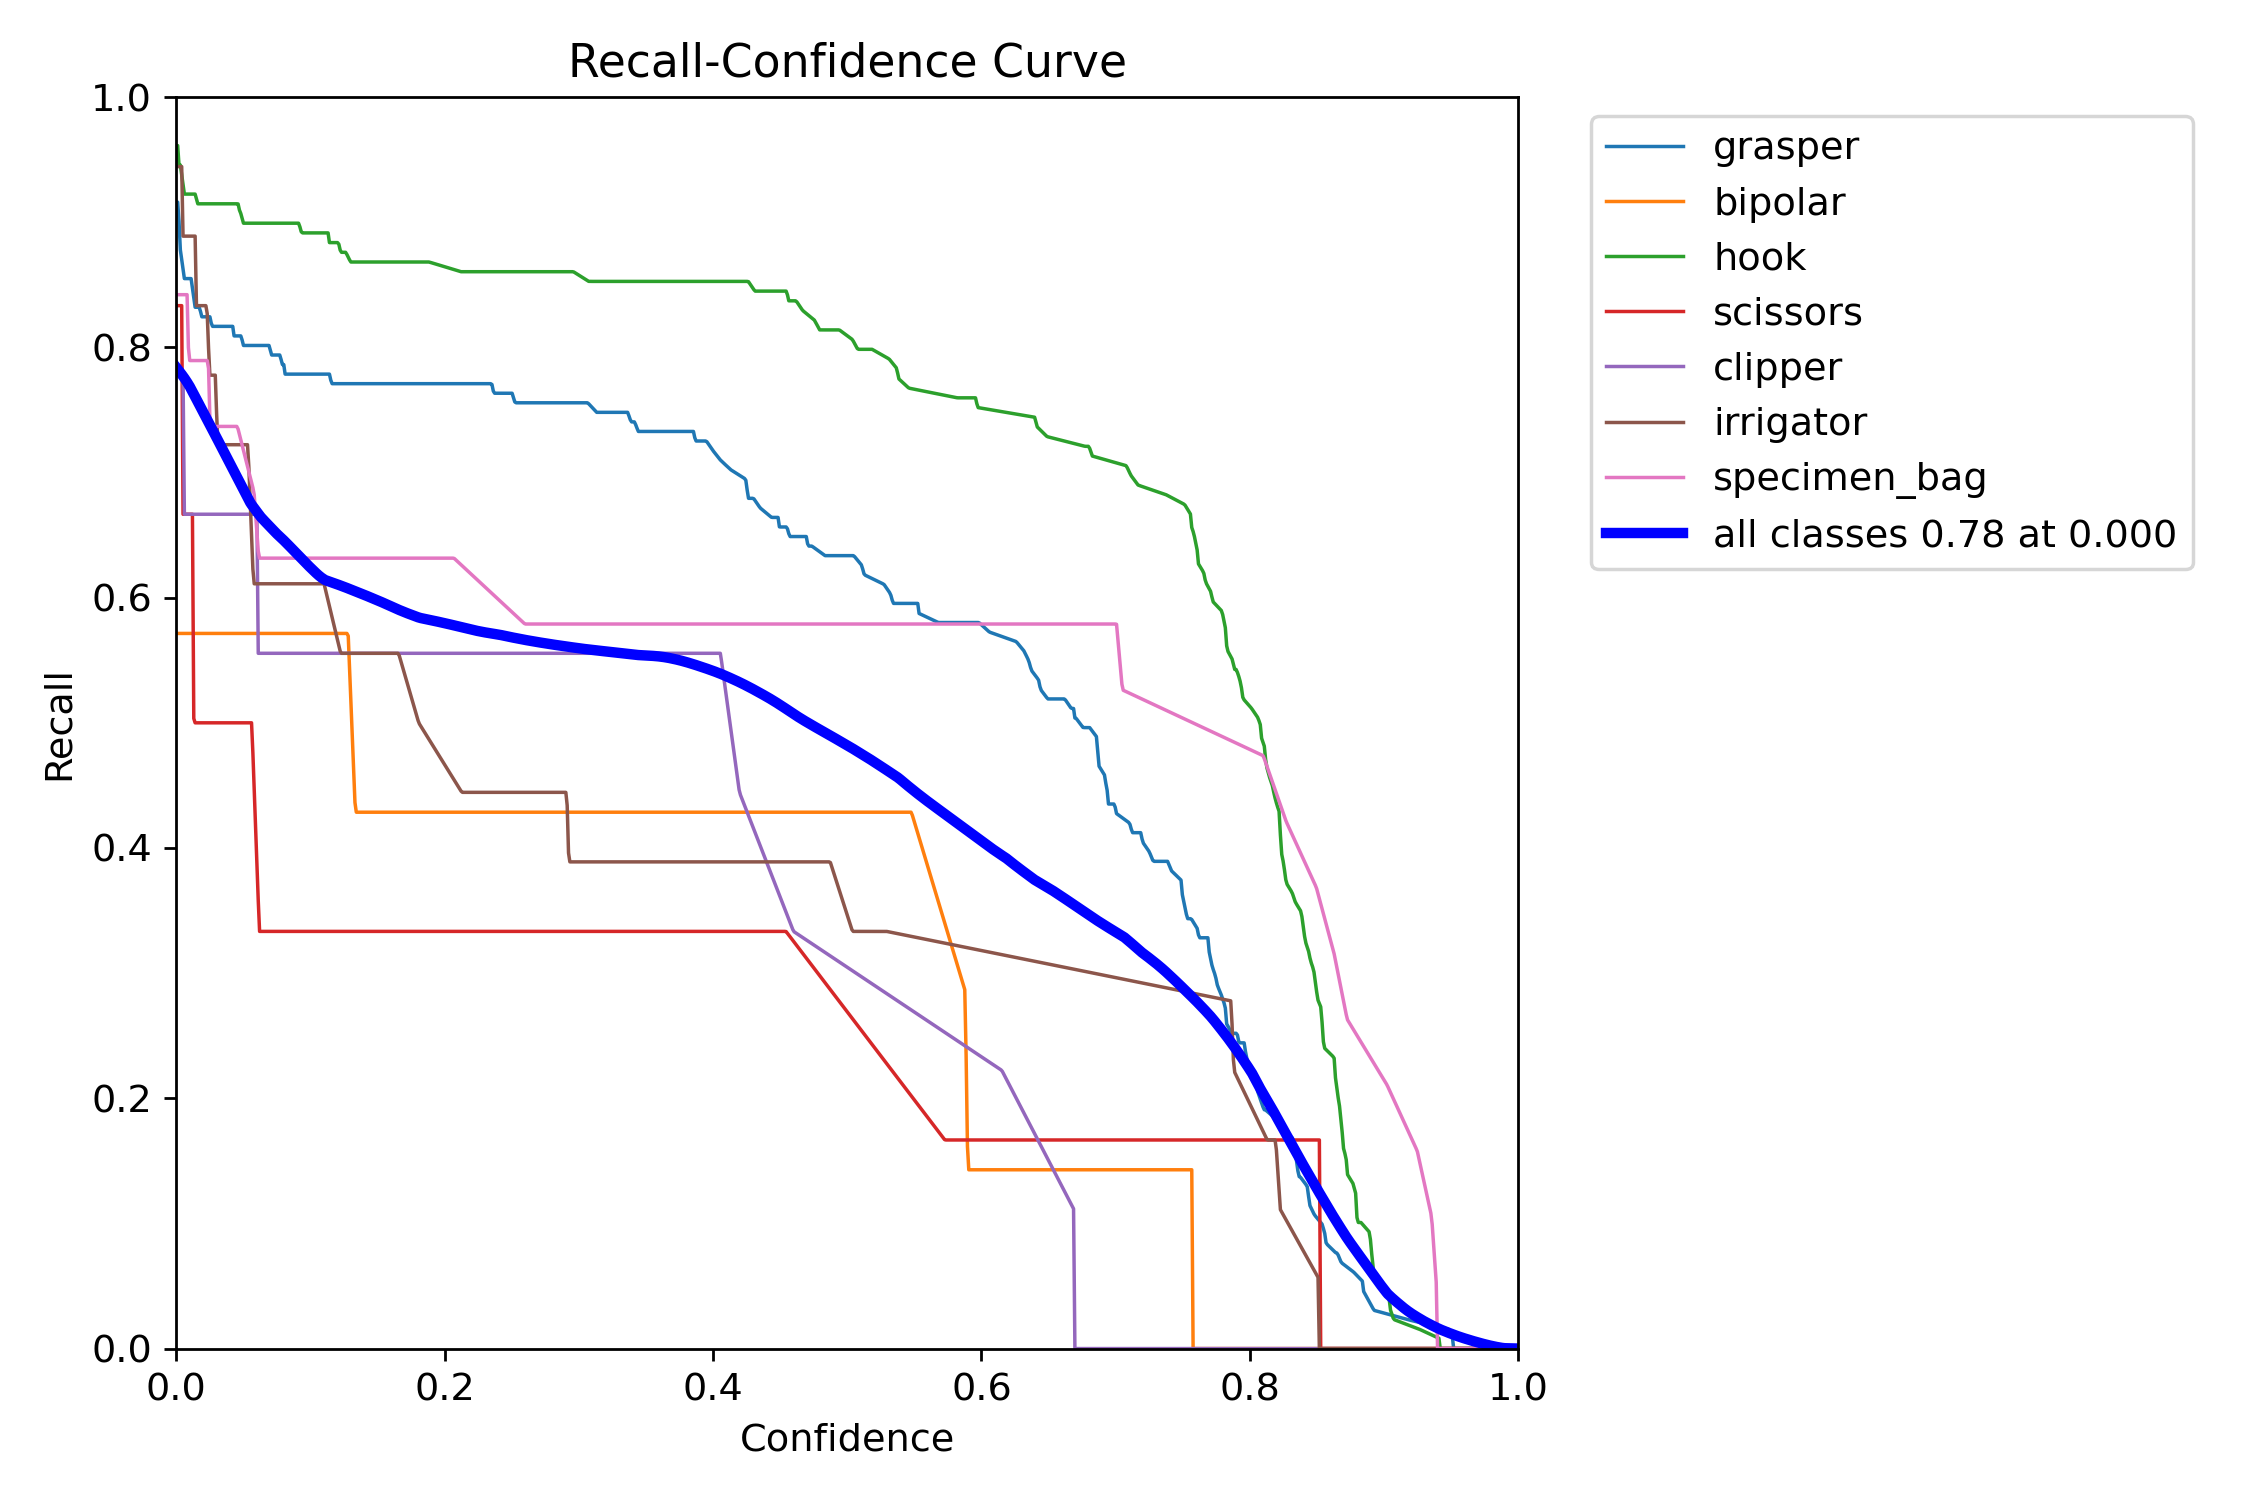 Recall-Confidence Curve
1.0
0.8
0.6
0.4
0.2
0.0
Recall
0.0 0.2 0.4 0.6 0.8 1.0
Confidence
grasper
bipolar
hook
scissors
clipper
irrigator
specimen_bag
all classes 0.78 at 0.000